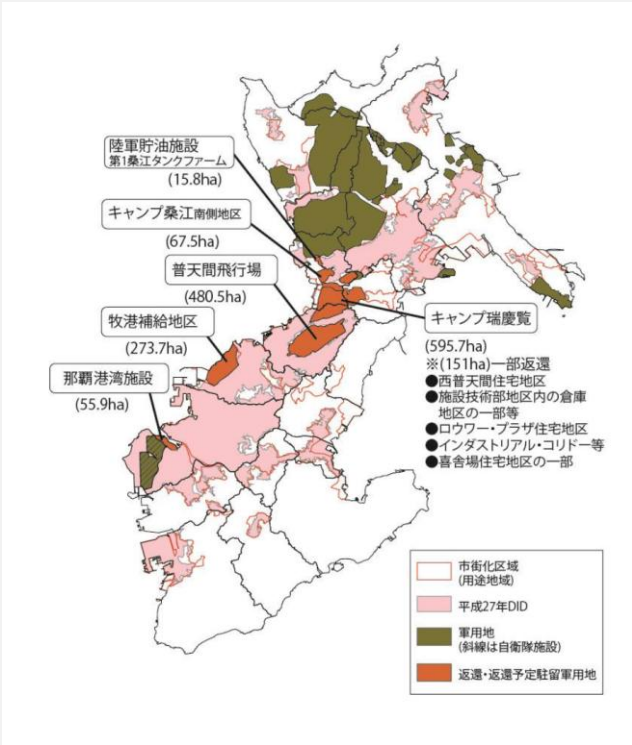 陸軍貯油施設
第1桑江タンクファーム
(15.8ha)
キャンプ桑江南側地区
(67.5ha)
普天間飛行場
(480.5ha)
牧港補給地区
(273.7ha)
那覇港湾施設
(55.9ha)
キャンプ瑞慶覧
(595.7ha)
※(151ha)一部返還
●西普天間住宅地区
●施設技術部地区内の倉庫
地区の一部等
●ロウワー・プラザ住宅地区
●インダストリアル・コリドー等
●喜舎場住宅地区の一部
市街化区域
(用途地域)
平成27年DID
軍用地
(斜線は自衛隊施設)
返還・返還予定駐留軍用地